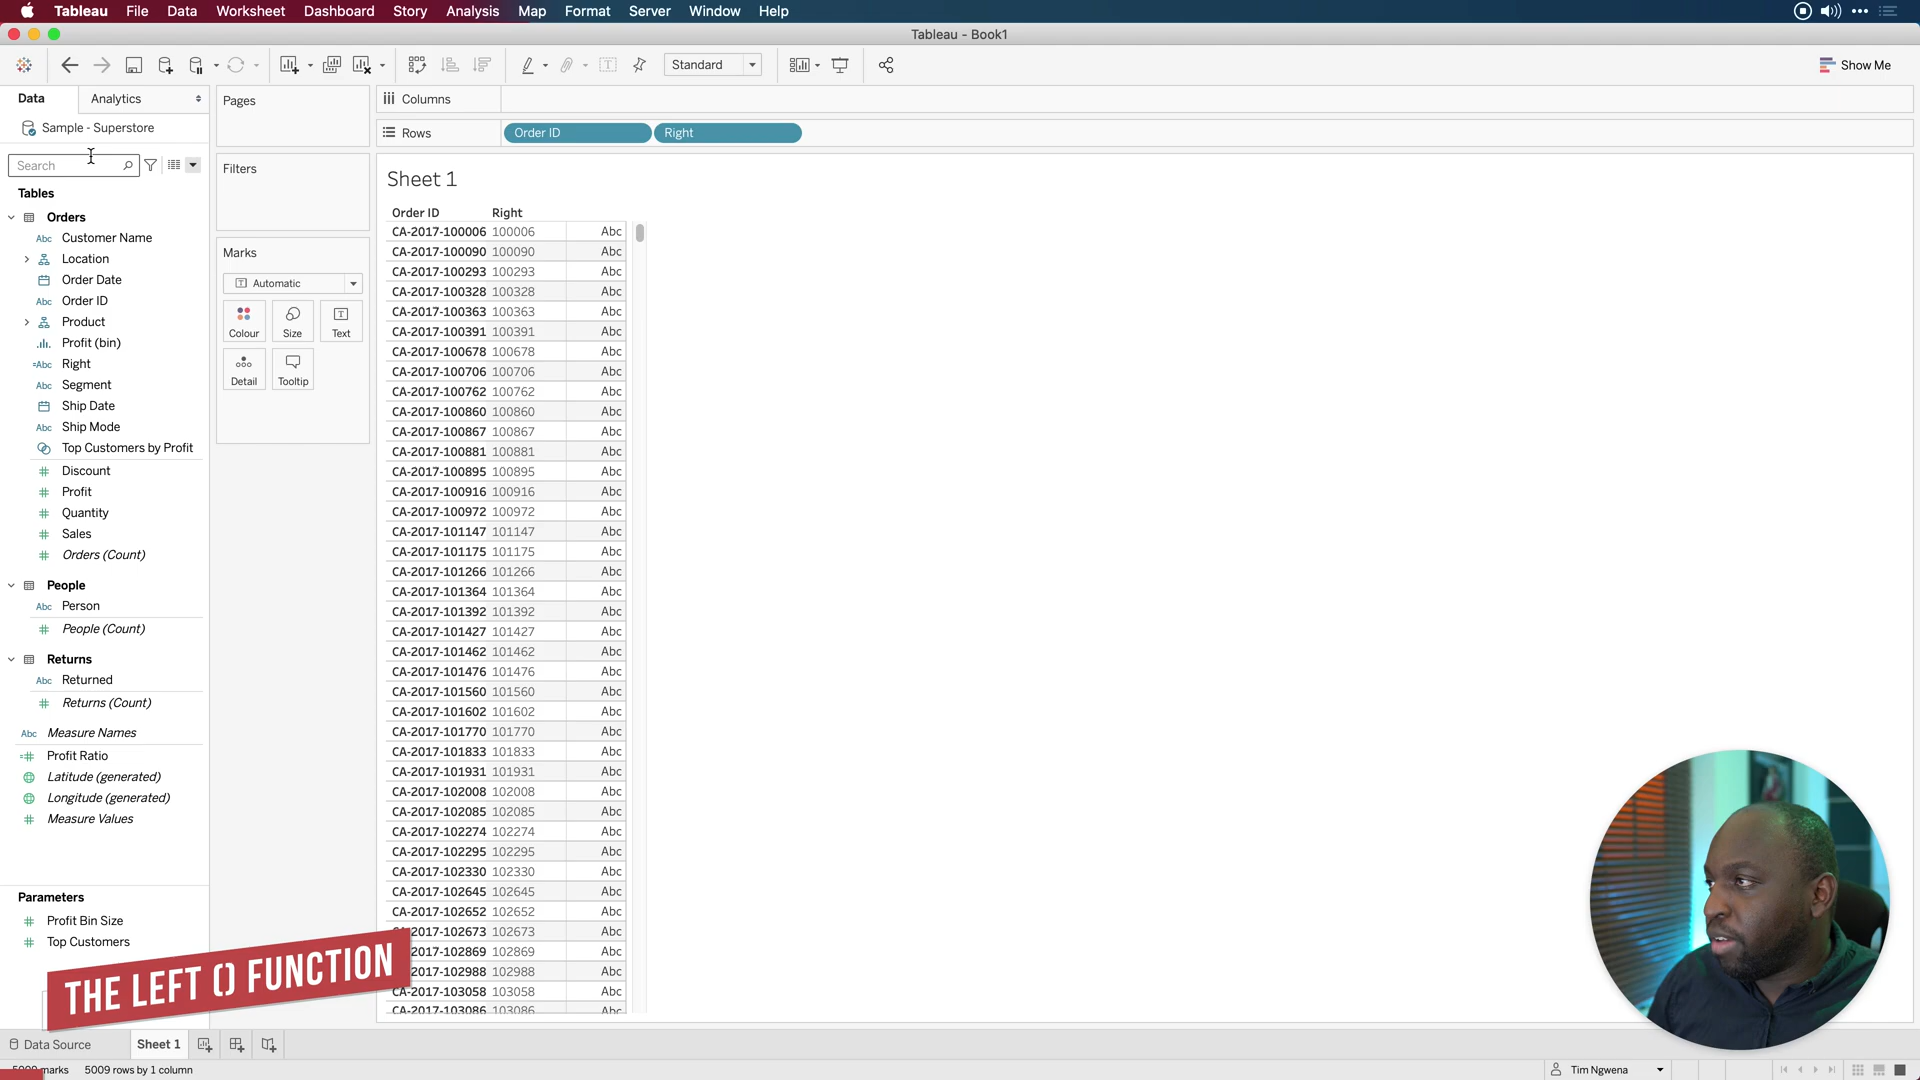 Tableau File Data Worksheet Dashboard Story Analysis Map Format Server Window Help
Tableau - Book1
Standard
Show Me
Data Analytics
Sample - Superstore
Search
Tables
Orders
Abc Customer Name
Location
Order Date
Abc Order ID
Product
Profit (bin)
=Abc Right
Abc Segment
Ship Date
Abc Ship Mode
Top Customers by Profit
# Discount
# Profit
# Quantity
# Sales
# Orders (Count)
People
Abc Person
# People (Count)
Returns
Abc Returned
# Returns (Count)
Abc Measure Names
=# Profit Ratio
Latitude (generated)
Longitude (generated)
# Measure Values
Parameters
# Profit Bin Size
# Top Customers
Pages
Filters
Marks
Automatic
Colour Size Text
Detail Tooltip
Columns
Rows Order ID Right
Sheet 1
Order ID Right
CA-2017-100006 100006 Abc
CA-2017-100090 100090 Abc
CA-2017-100293 100293 Abc
CA-2017-100328 100328 Abc
CA-2017-100363 100363 Abc
CA-2017-100391 100391 Abc
CA-2017-100678 100678 Abc
CA-2017-100706 100706 Abc
CA-2017-100762 100762 Abc
CA-2017-100860 100860 Abc
CA-2017-100867 100867 Abc
CA-2017-100881 100881 Abc
CA-2017-100895 100895 Abc
CA-2017-100916 100916 Abc
CA-2017-100972 100972 Abc
CA-2017-101147 101147 Abc
CA-2017-101175 101175 Abc
CA-2017-101266 101266 Abc
CA-2017-101364 101364 Abc
CA-2017-101392 101392 Abc
CA-2017-101427 101427 Abc
CA-2017-101462 101462 Abc
CA-2017-101476 101476 Abc
CA-2017-101560 101560 Abc
CA-2017-101602 101602 Abc
CA-2017-101770 101770 Abc
CA-2017-101833 101833 Abc
CA-2017-101931 101931 Abc
CA-2017-102008 102008 Abc
CA-2017-102085 102085 Abc
CA-2017-102274 102274 Abc
CA-2017-102295 102295 Abc
CA-2017-102330 102330 Abc
CA-2017-102645 102645 Abc
CA-2017-102652 102652 Abc
102673 Abc
102869 Abc
102988 Abc
103058 Abc
CA-2017-103086 103086 Abc
THE LEFT () FUNCTION
Data Source Sheet 1
marks 5009 rows by 1 column
Tim Ngwena